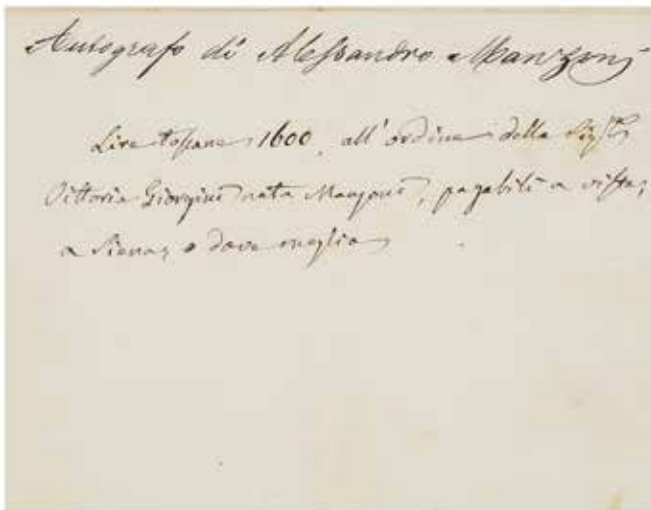 Autografo di Alessandro Manzoni
Lire toscane 1600, all'ordine della Sig.ra
Vittoria Giorgini nata Manzoni, pagabili a vista,
a Siena, o dove meglio